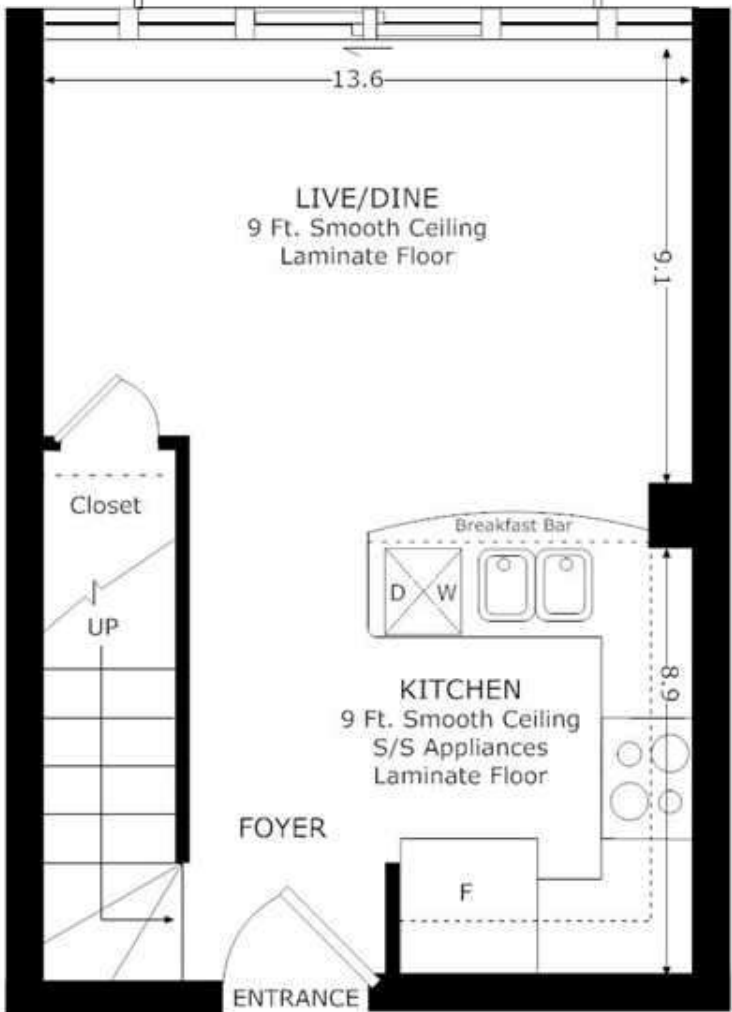 13.6
LIVE/DINE
9 Ft. Smooth Ceiling
Laminate Floor
9.1
Closet
Breakfast Bar
D W
UP
KITCHEN
9 Ft. Smooth Ceiling
S/S Appliances
Laminate Floor
8.9
FOYER
F
ENTRANCE